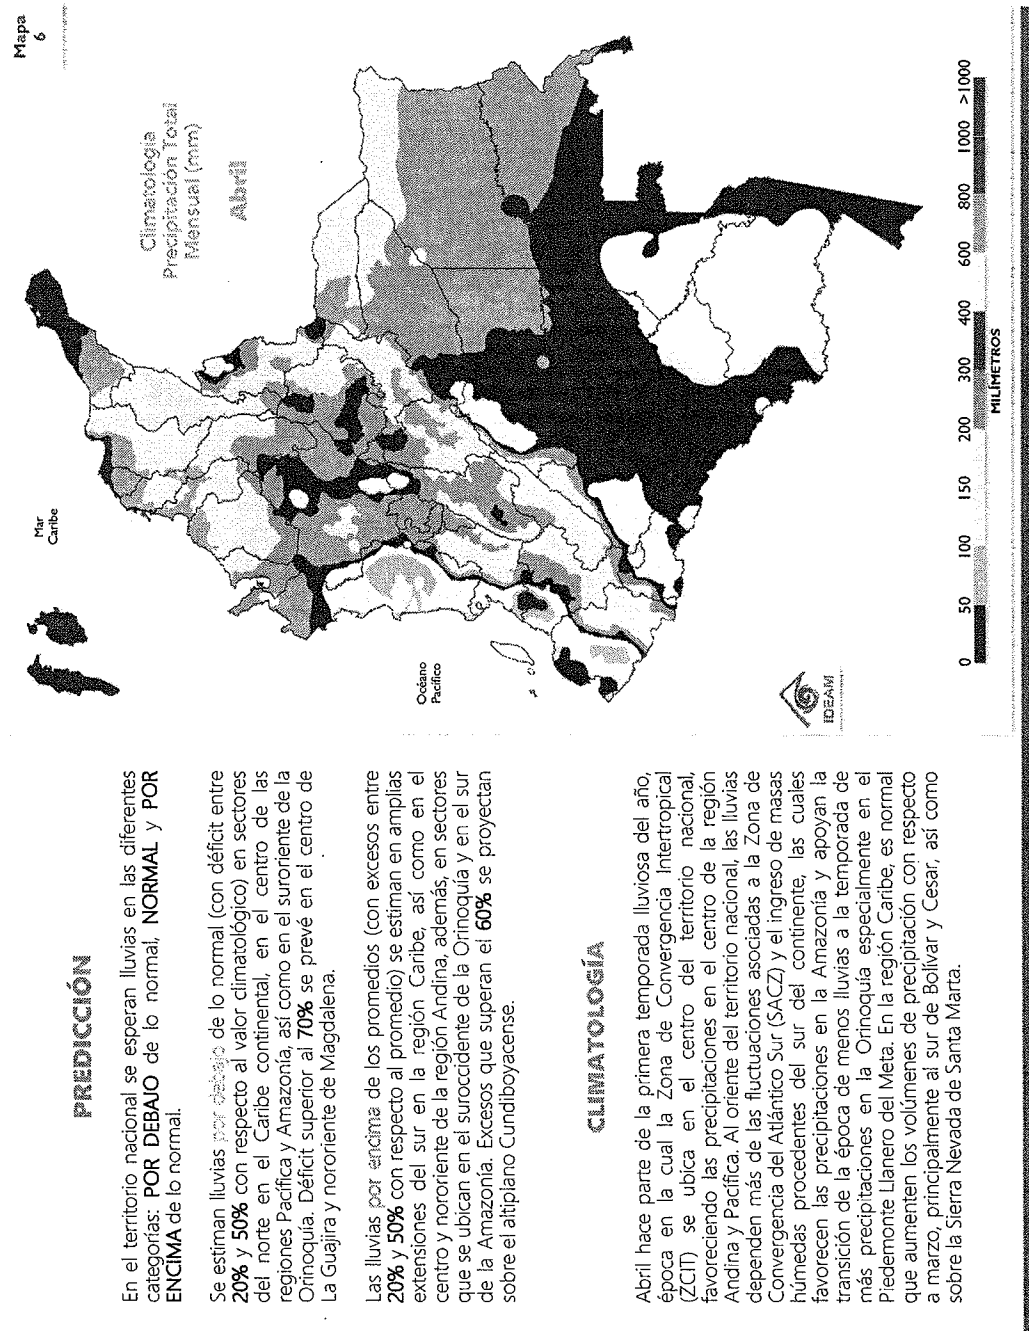 PREDICCIÓN
En el territorio nacional se esperan lluvias en las diferentes
categorías: POR DEBAJO de lo normal, NORMAL y POR
ENCIMA de lo normal.
Se estiman lluvias por debajo de lo normal (con déficit entre
20% y 50% con respecto al valor climatológico) en sectores
del norte en el Caribe continental, en el centro de las
regiones Pacífica y Amazonía, así como en el suroriente de la
Orinoquía. Déficit superior al 70% se prevé en el centro de
La Guajira y nororiente de Magdalena.
Las lluvias por encima de los promedios (con excesos entre
20% y 50% con respecto al promedio) se estiman en amplias
extensiones del sur en la región Caribe, así como en el
centro y nororiente de la región Andina, además, en sectores
que se ubican en el suroccidente de la Orinoquía y en el sur
de la Amazonía. Excesos que superan el 60% se proyectan
sobre el altiplano Cundiboyacense.
CLIMATOLOGÍA
Abril hace parte de la primera temporada lluviosa del año,
época en la cual la Zona de Convergencia Intertropical
(ZCIT) se ubica en el centro del territorio nacional,
favoreciendo las precipitaciones en el centro de la región
Andina y Pacífica. Al oriente del territorio nacional, las lluvias
dependen más de las fluctuaciones asociadas a la Zona de
Convergencia del Atlántico Sur (SACZ) y el ingreso de masas
húmedas procedentes del sur del continente, las cuales
favorecen las precipitaciones en la Amazonía y apoyan la
transición de la época de menos lluvias a la temporada de
más precipitaciones en la Orinoquía especialmente en el
Piedemonte Llanero del Meta. En la región Caribe, es normal
que aumenten los volúmenes de precipitación con respecto
a marzo, principalmente al sur de Bolívar y Cesar, así como
sobre la Sierra Nevada de Santa Marta.
Mapa
6
Climatología
Precipitación Total
Mensual (mm)
Abril
Mar
Caribe
Océano
Pacífico
IDEAM
0 50 100 150 200 300 400 600 800 1000 >1000
MILÍMETROS